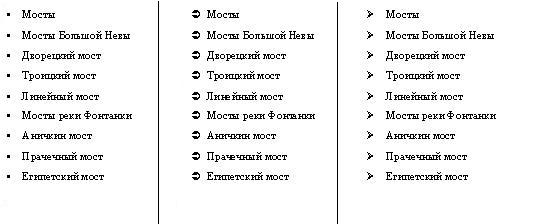 Мосты
Мосты Большой Невы
Дворецкий мост
Троицкий мост
Линейный мост
Мосты реки Фонтанки
Аничкин мост
Прачечный мост
Египетский мост
Мосты
Мосты Большой Невы
Дворецкий мост
Троицкий мост
Линейный мост
Мосты реки Фонтанки
Аничкин мост
Прачечный мост
Египетский мост
Мосты
Мосты Большой Невы
Дворецкий мост
Троицкий мост
Линейный мост
Мосты реки Фонтанки
Аничкин мост
Прачечный мост
Египетский мост